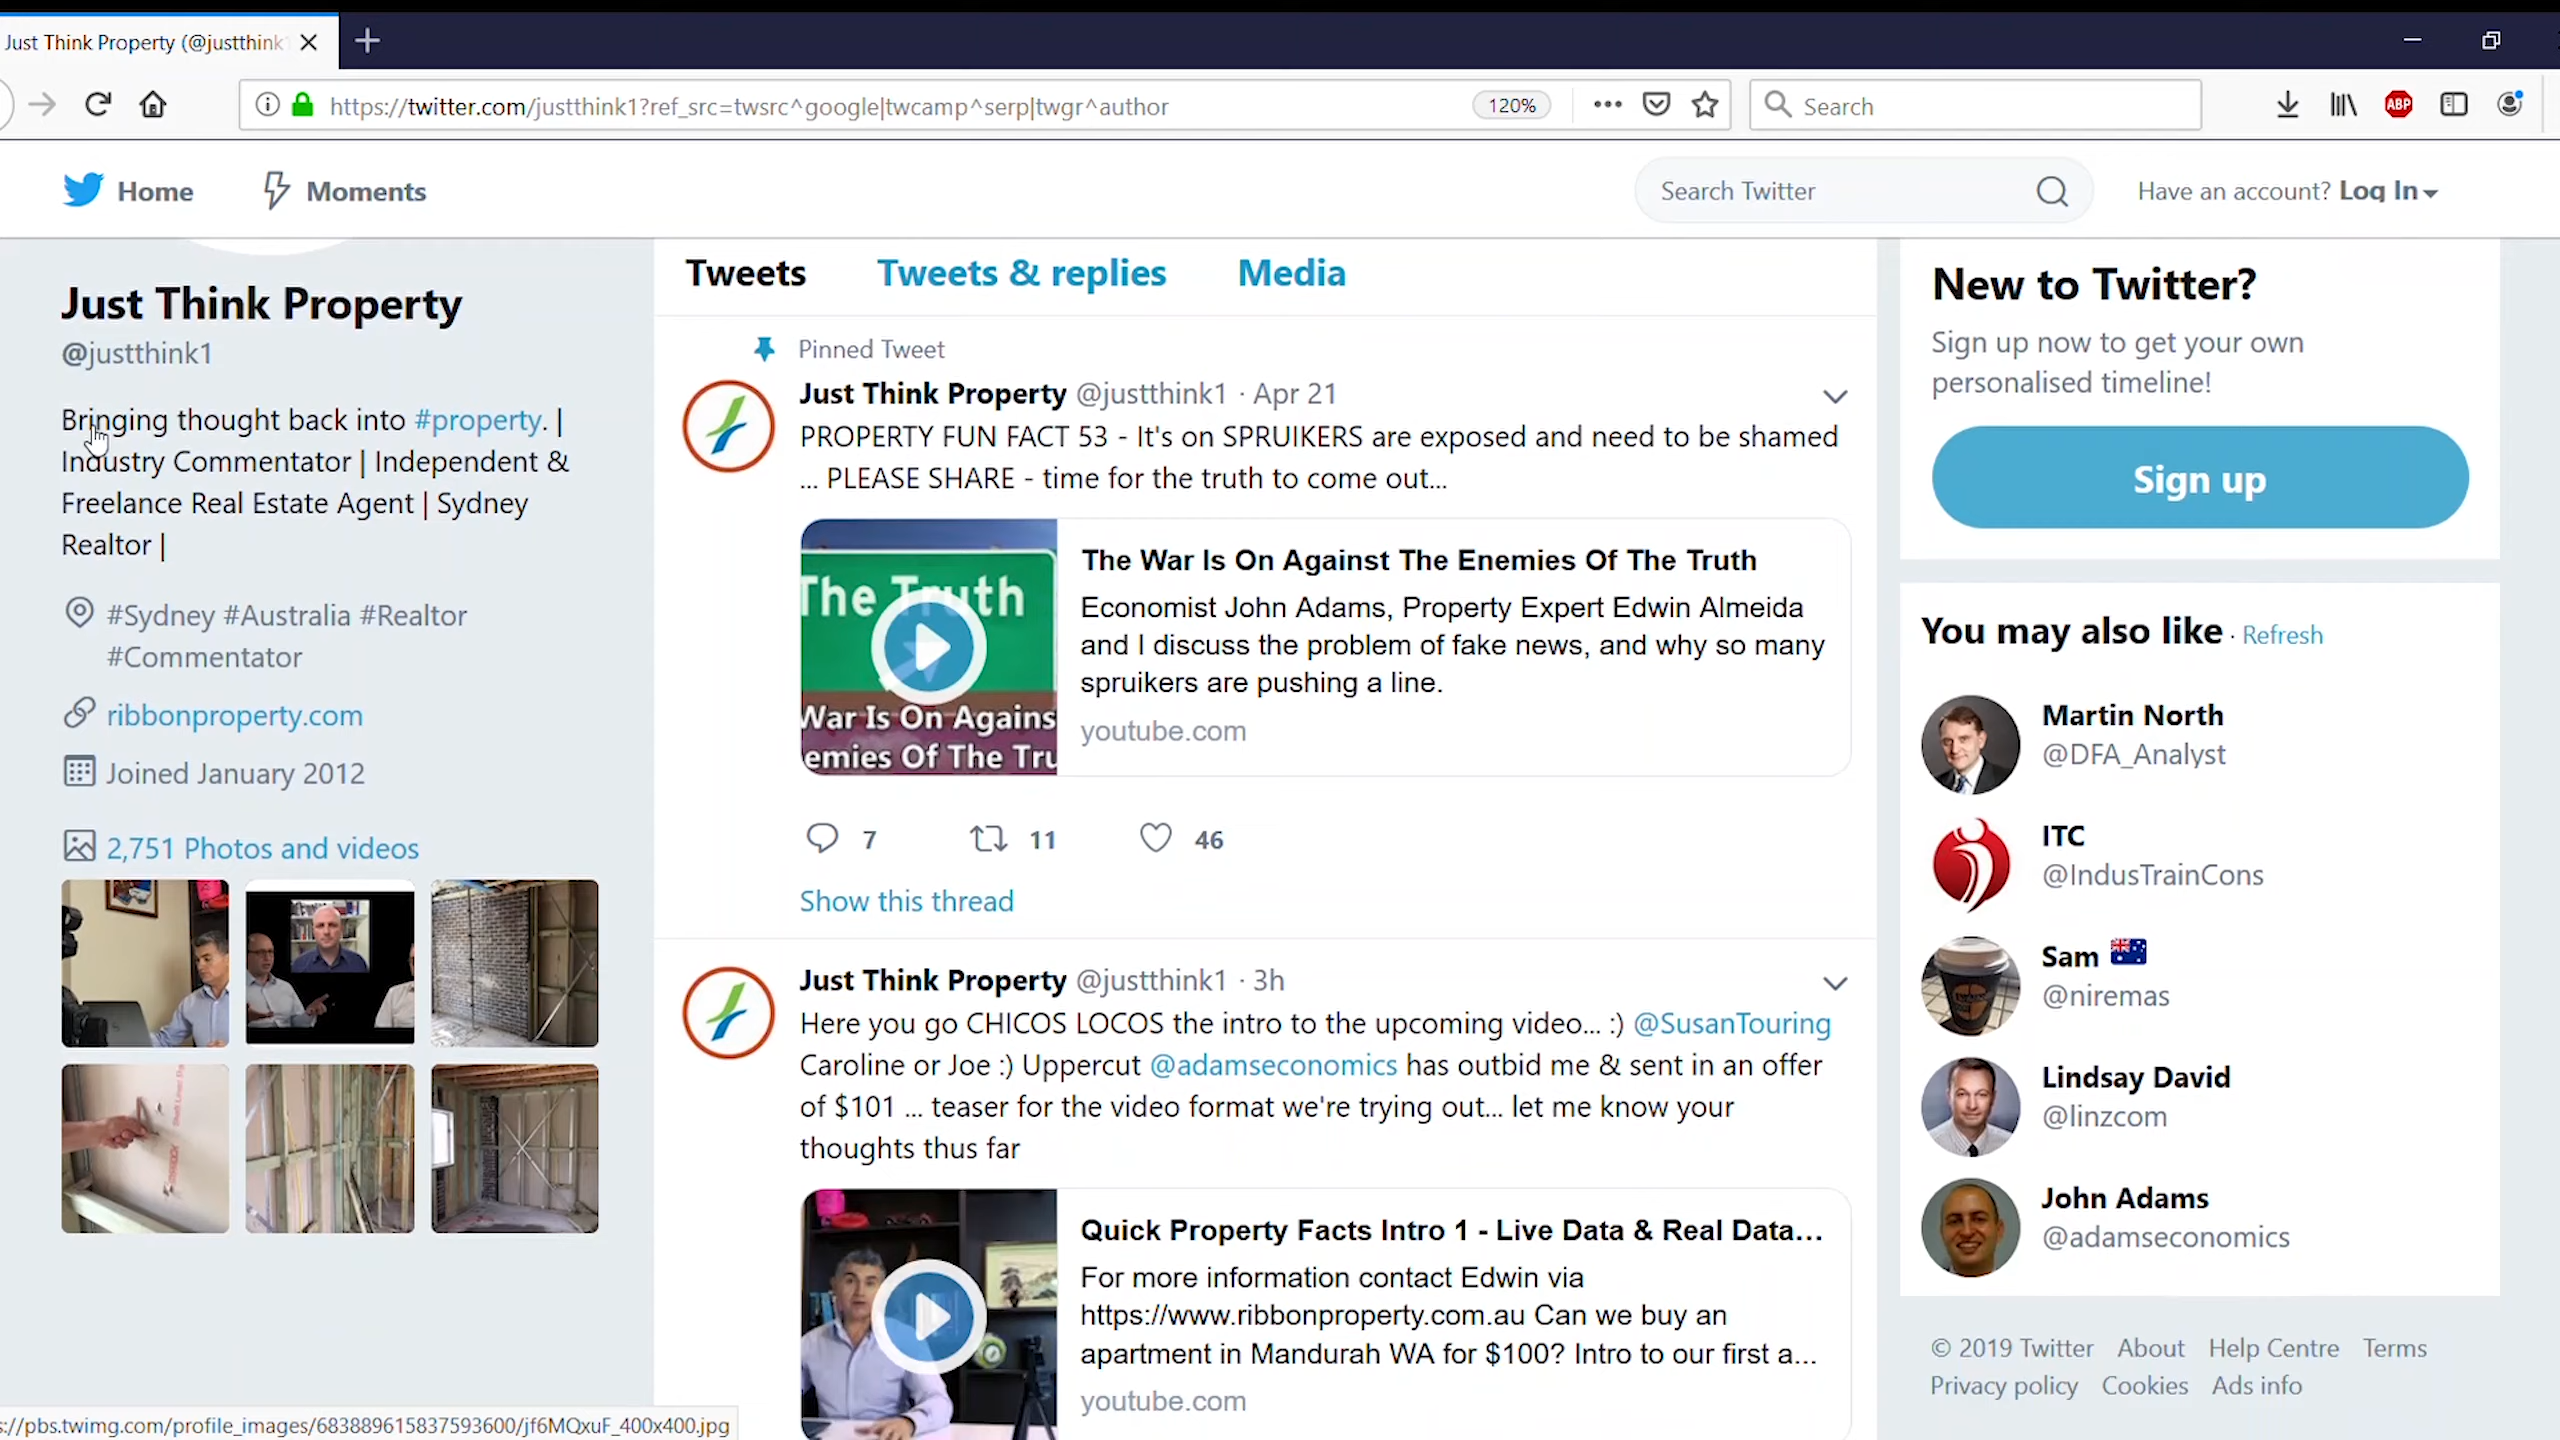 Just Think Property (@justthink1
https://twitter.com/justthink1?ref_src=twsrc^google|twcamp^serp|twgr^author
120%
Search
ABP
Home
Moments
Search Twitter
Have an account? Log In
Just Think Property
@justthink1
Bringing thought back into #property. |
Industry Commentator | Independent &
Freelance Real Estate Agent | Sydney
Realtor |
#Sydney #Australia #Realtor
#Commentator
ribbonproperty.com
Joined January 2012
2,751 Photos and videos
Tweets
Tweets & replies
Media
Pinned Tweet
Just Think Property @justthink1 · Apr 21
PROPERTY FUN FACT 53 - It's on SPRUIKERS are exposed and need to be shamed
... PLEASE SHARE - time for the truth to come out...
The Truth
War Is On Agains
emies Of The Tru
The War Is On Against The Enemies Of The Truth
Economist John Adams, Property Expert Edwin Almeida
and I discuss the problem of fake news, and why so many
spruikers are pushing a line.
youtube.com
7
11
46
Show this thread
Just Think Property @justthink1 · 3h
Here you go CHICOS LOCOS the intro to the upcoming video... :) @SusanTouring
Caroline or Joe :) Uppercut @adamseconomics has outbid me & sent in an offer
of $101 ... teaser for the video format we're trying out... let me know your
thoughts thus far
Quick Property Facts Intro 1 - Live Data & Real Data...
For more information contact Edwin via
https://www.ribbonproperty.com.au Can we buy an
apartment in Mandurah WA for $100? Intro to our first a...
youtube.com
New to Twitter?
Sign up now to get your own
personalised timeline!
Sign up
You may also like · Refresh
Martin North
@DFA_Analyst
ITC
@IndusTrainCons
Sam
@niremas
Lindsay David
@linzcom
John Adams
@adamseconomics
© 2019 Twitter About Help Centre Terms
Privacy policy Cookies Ads info
s://pbs.twimg.com/profile_images/683889615837593600/jf6MQxuF_400x400.jpg